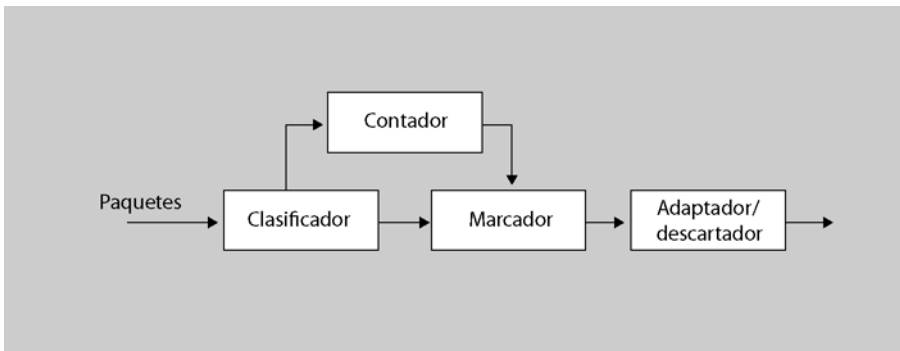 Contador
Paquetes
Clasificador
Marcador
Adaptador/
descartador